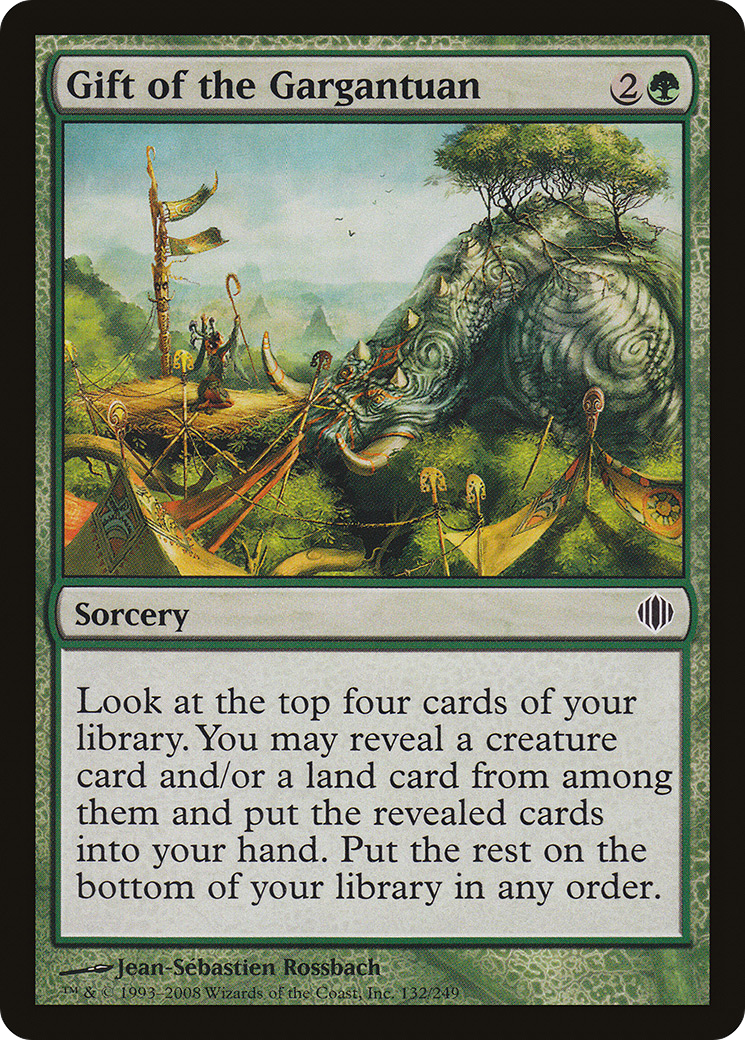 Gift of the Gargantuan 2
Sorcery
Look at the top four cards of your
library. You may reveal a creature
card and/or a land card from among
them and put the revealed cards
into your hand. Put the rest on the
bottom of your library in any order.
Jean-Sébastien Rossbach
™ & © 1993–2008 Wizards of the Coast, Inc. 132/249